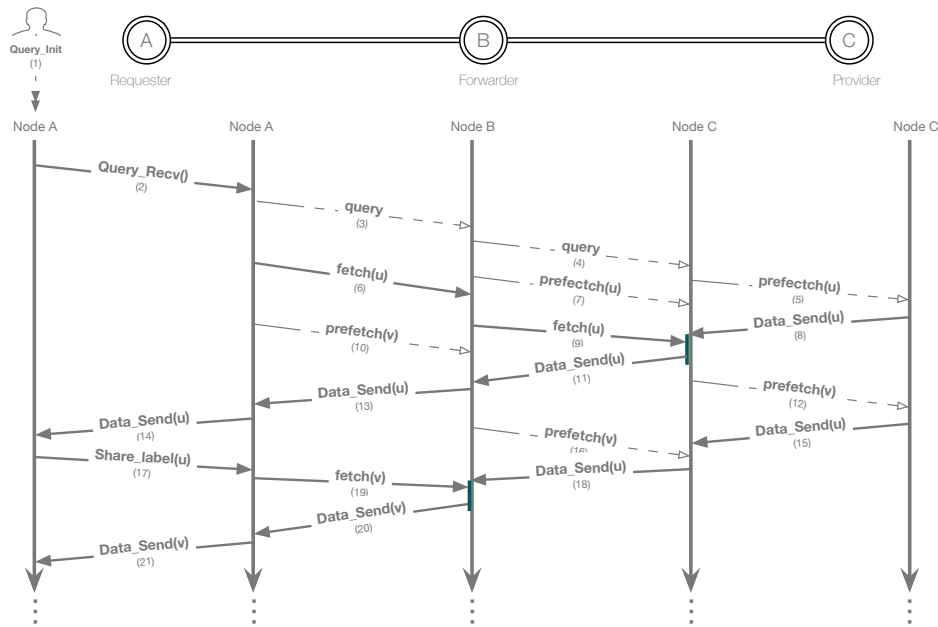 Query_Init
(1)
A
B
C
Requester
Forwarder
Provider
Node A
Node A
Node B
Node C
Node C
Query_Recv()
(2)
query
(3)
query
(4)
fetch(u)
(6)
prefetch(u)
(7)
prefectch(u)
(5)
prefetch(v)
(10)
fetch(u)
(9)
Data_Send(u)
(8)
Data_Send(u)
(11)
Data_Send(u)
(13)
prefetch(v)
(12)
Data_Send(u)
(14)
prefetch(v)
(16)
Data_Send(u)
(15)
Share_label(u)
(17)
fetch(v)
(19)
Data_Send(u)
(18)
Data_Send(v)
(20)
Data_Send(v)
(21)